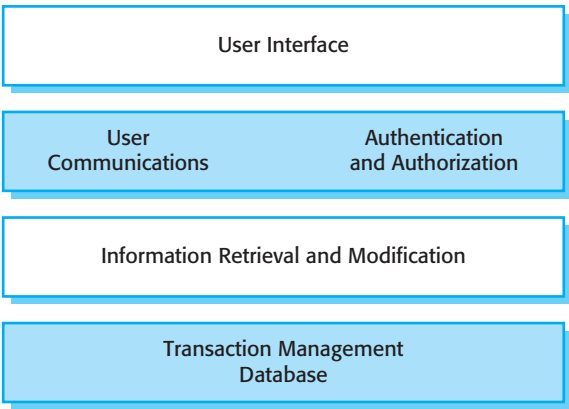 User Interface
User
Communications
Authentication
and Authorization
Information Retrieval and Modification
Transaction Management
Database